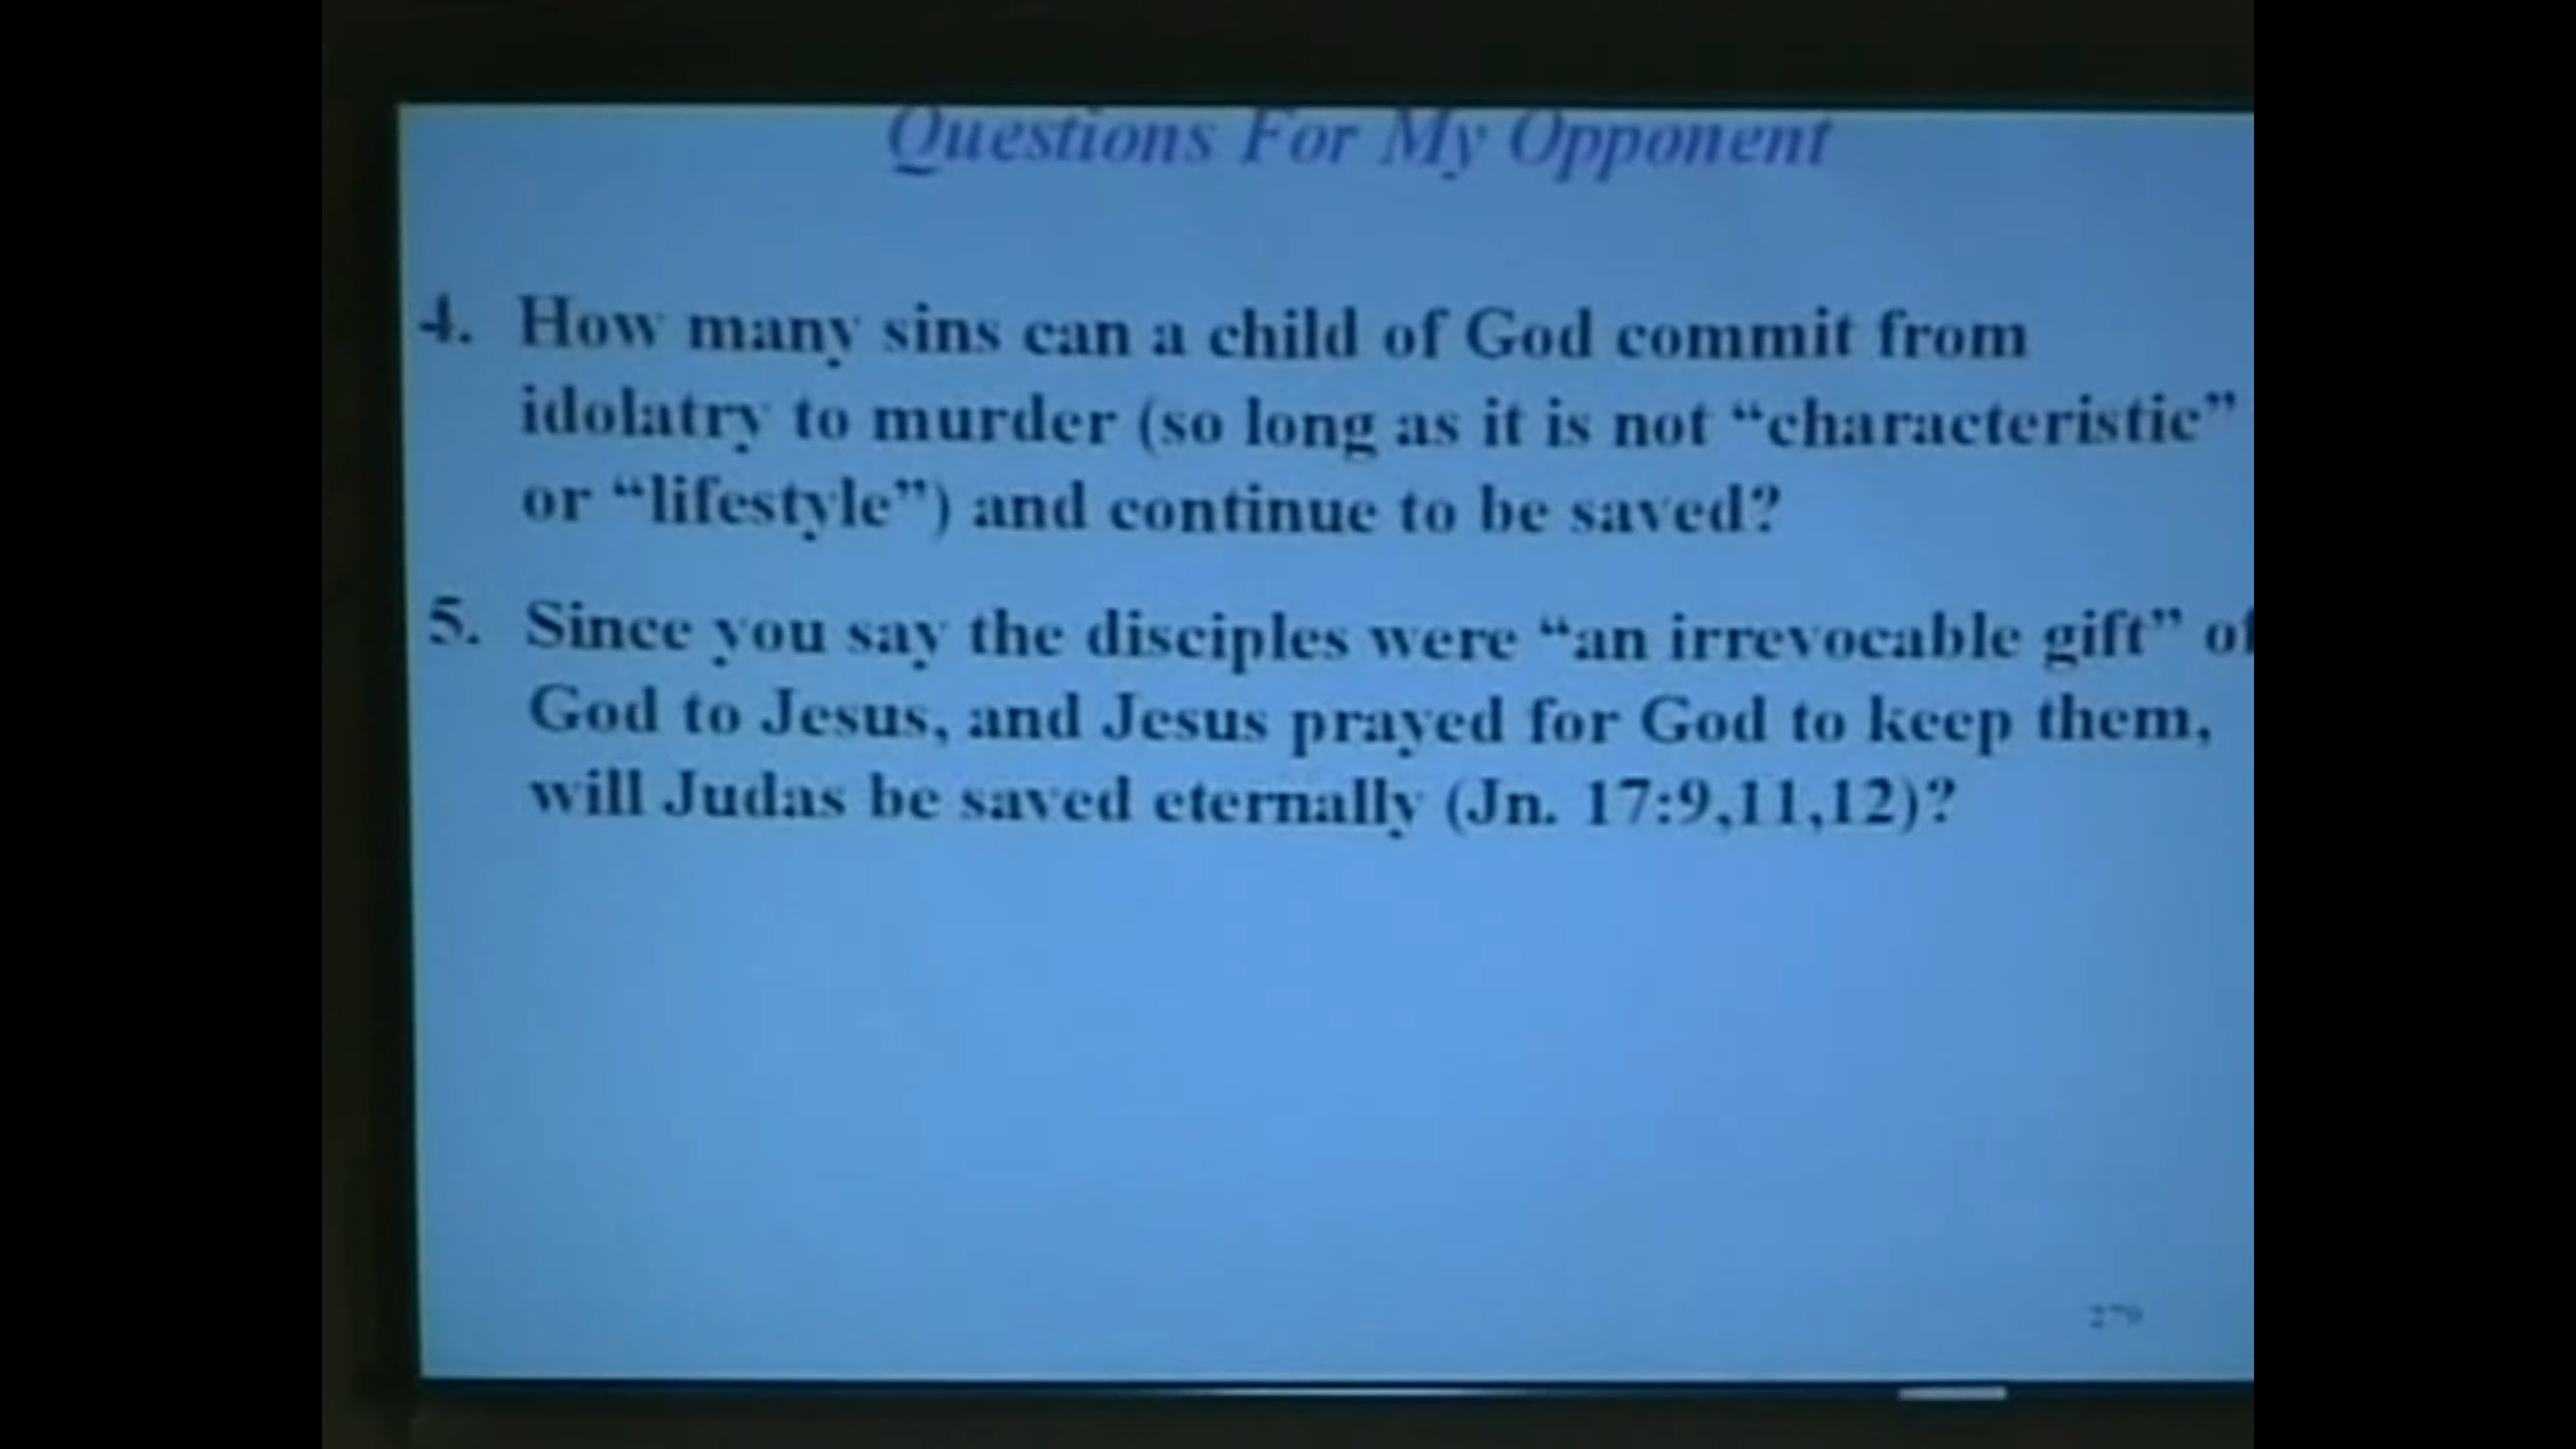 Questions For My Opponent
4. How many sins can a child of God commit from
idolatry to murder (so long as it is not “characteristic”
or “lifestyle”) and continue to be saved?
5. Since you say the disciples were “an irrevocable gift” of
God to Jesus, and Jesus prayed for God to keep them,
will Judas be saved eternally (Jn. 17:9,11,12)?
279